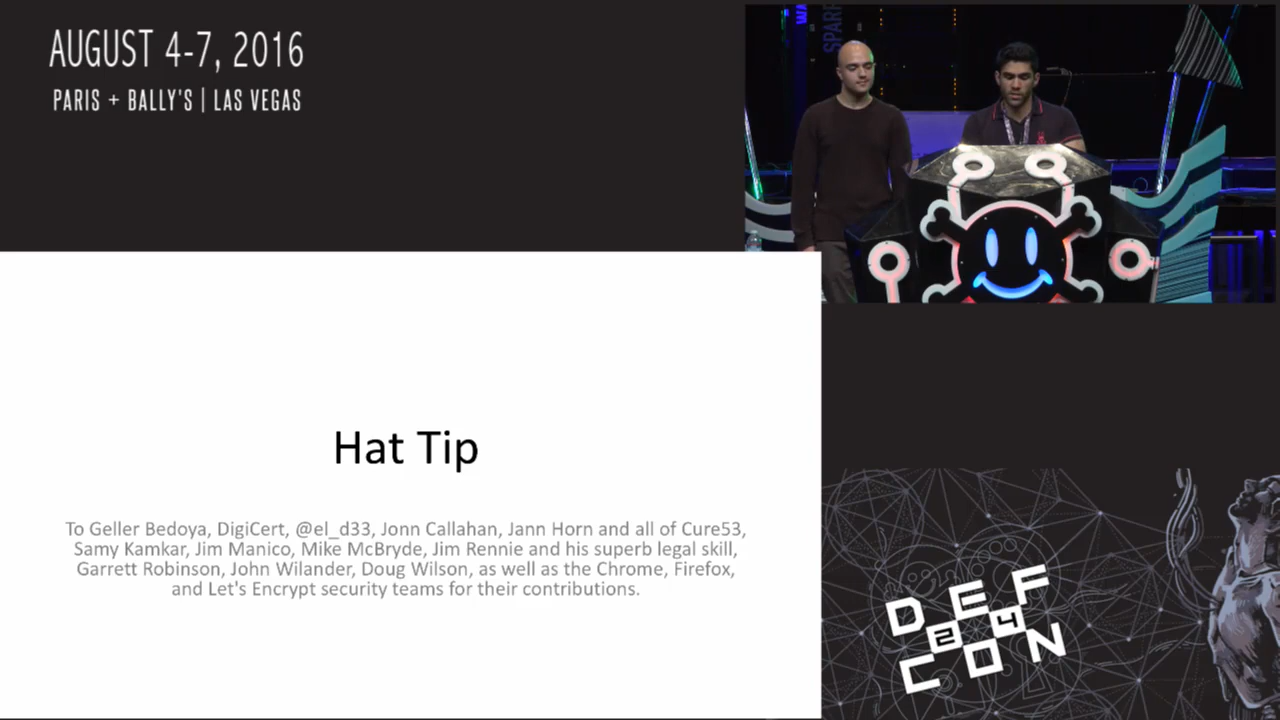 AUGUST 4-7, 2016
PARIS + BALLY'S | LAS VEGAS
Hat Tip
To Geller Bedoya, DigiCert, @el_d33, Jonn Callahan, Jann Horn and all of Cure53,
Samy Kamkar, Jim Manico, Mike McBryde, Jim Rennie and his superb legal skill,
Garrett Robinson, John Wilander, Doug Wilson, as well as the Chrome, Firefox,
and Let's Encrypt security teams for their contributions.
DEF
24
CON